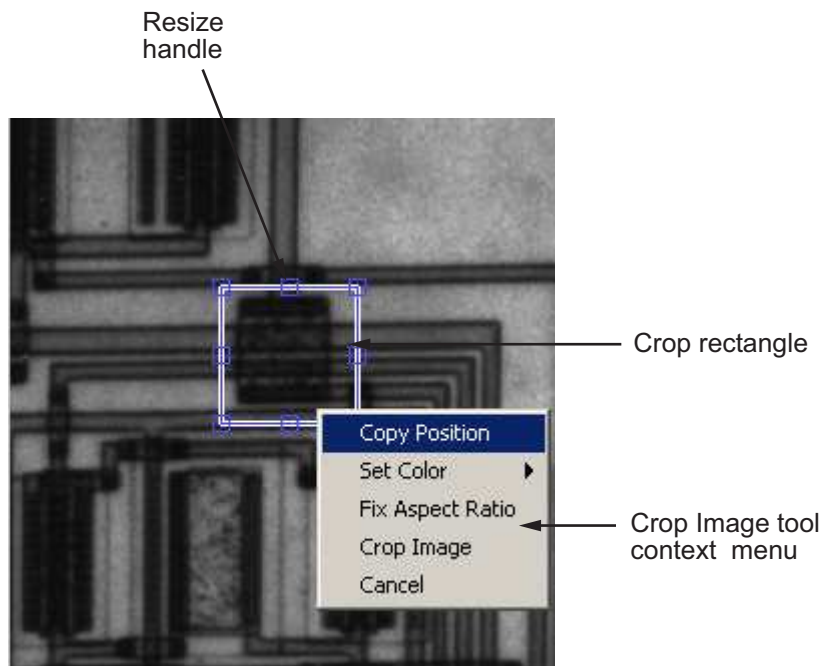 Resize
handle
Crop rectangle
Copy Position
Set Color
Fix Aspect Ratio
Crop Image
Cancel
Crop Image tool
context menu